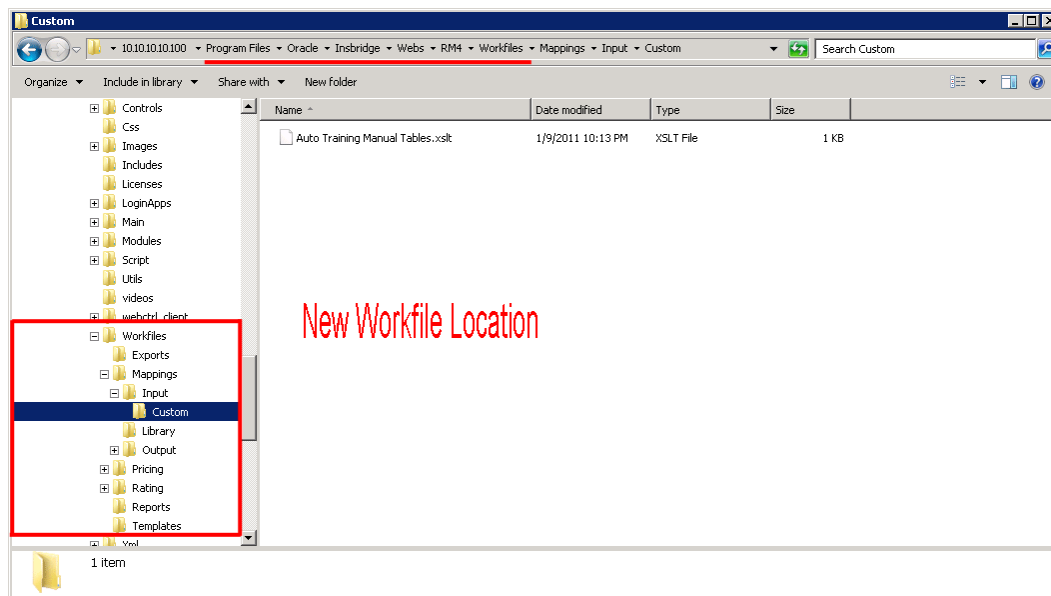 Custom
10.10.10.10.100 Program Files Oracle Insbridge Webs RM4 Workfiles Mappings Input Custom
Search Custom
Organize Include in library Share with New folder
Name Date modified Type Size
Auto Training Manual Tables.xslt 1/9/2011 10:13 PM XSLT File 1 KB
Controls
Css
Images
Includes
Licenses
LoginApps
Main
Modules
Script
Utils
videos
webctrl_client
New Workfile Location
Workfiles
Exports
Mappings
Input
Custom
Library
Output
Pricing
Rating
Reports
Templates
Xml
1 item